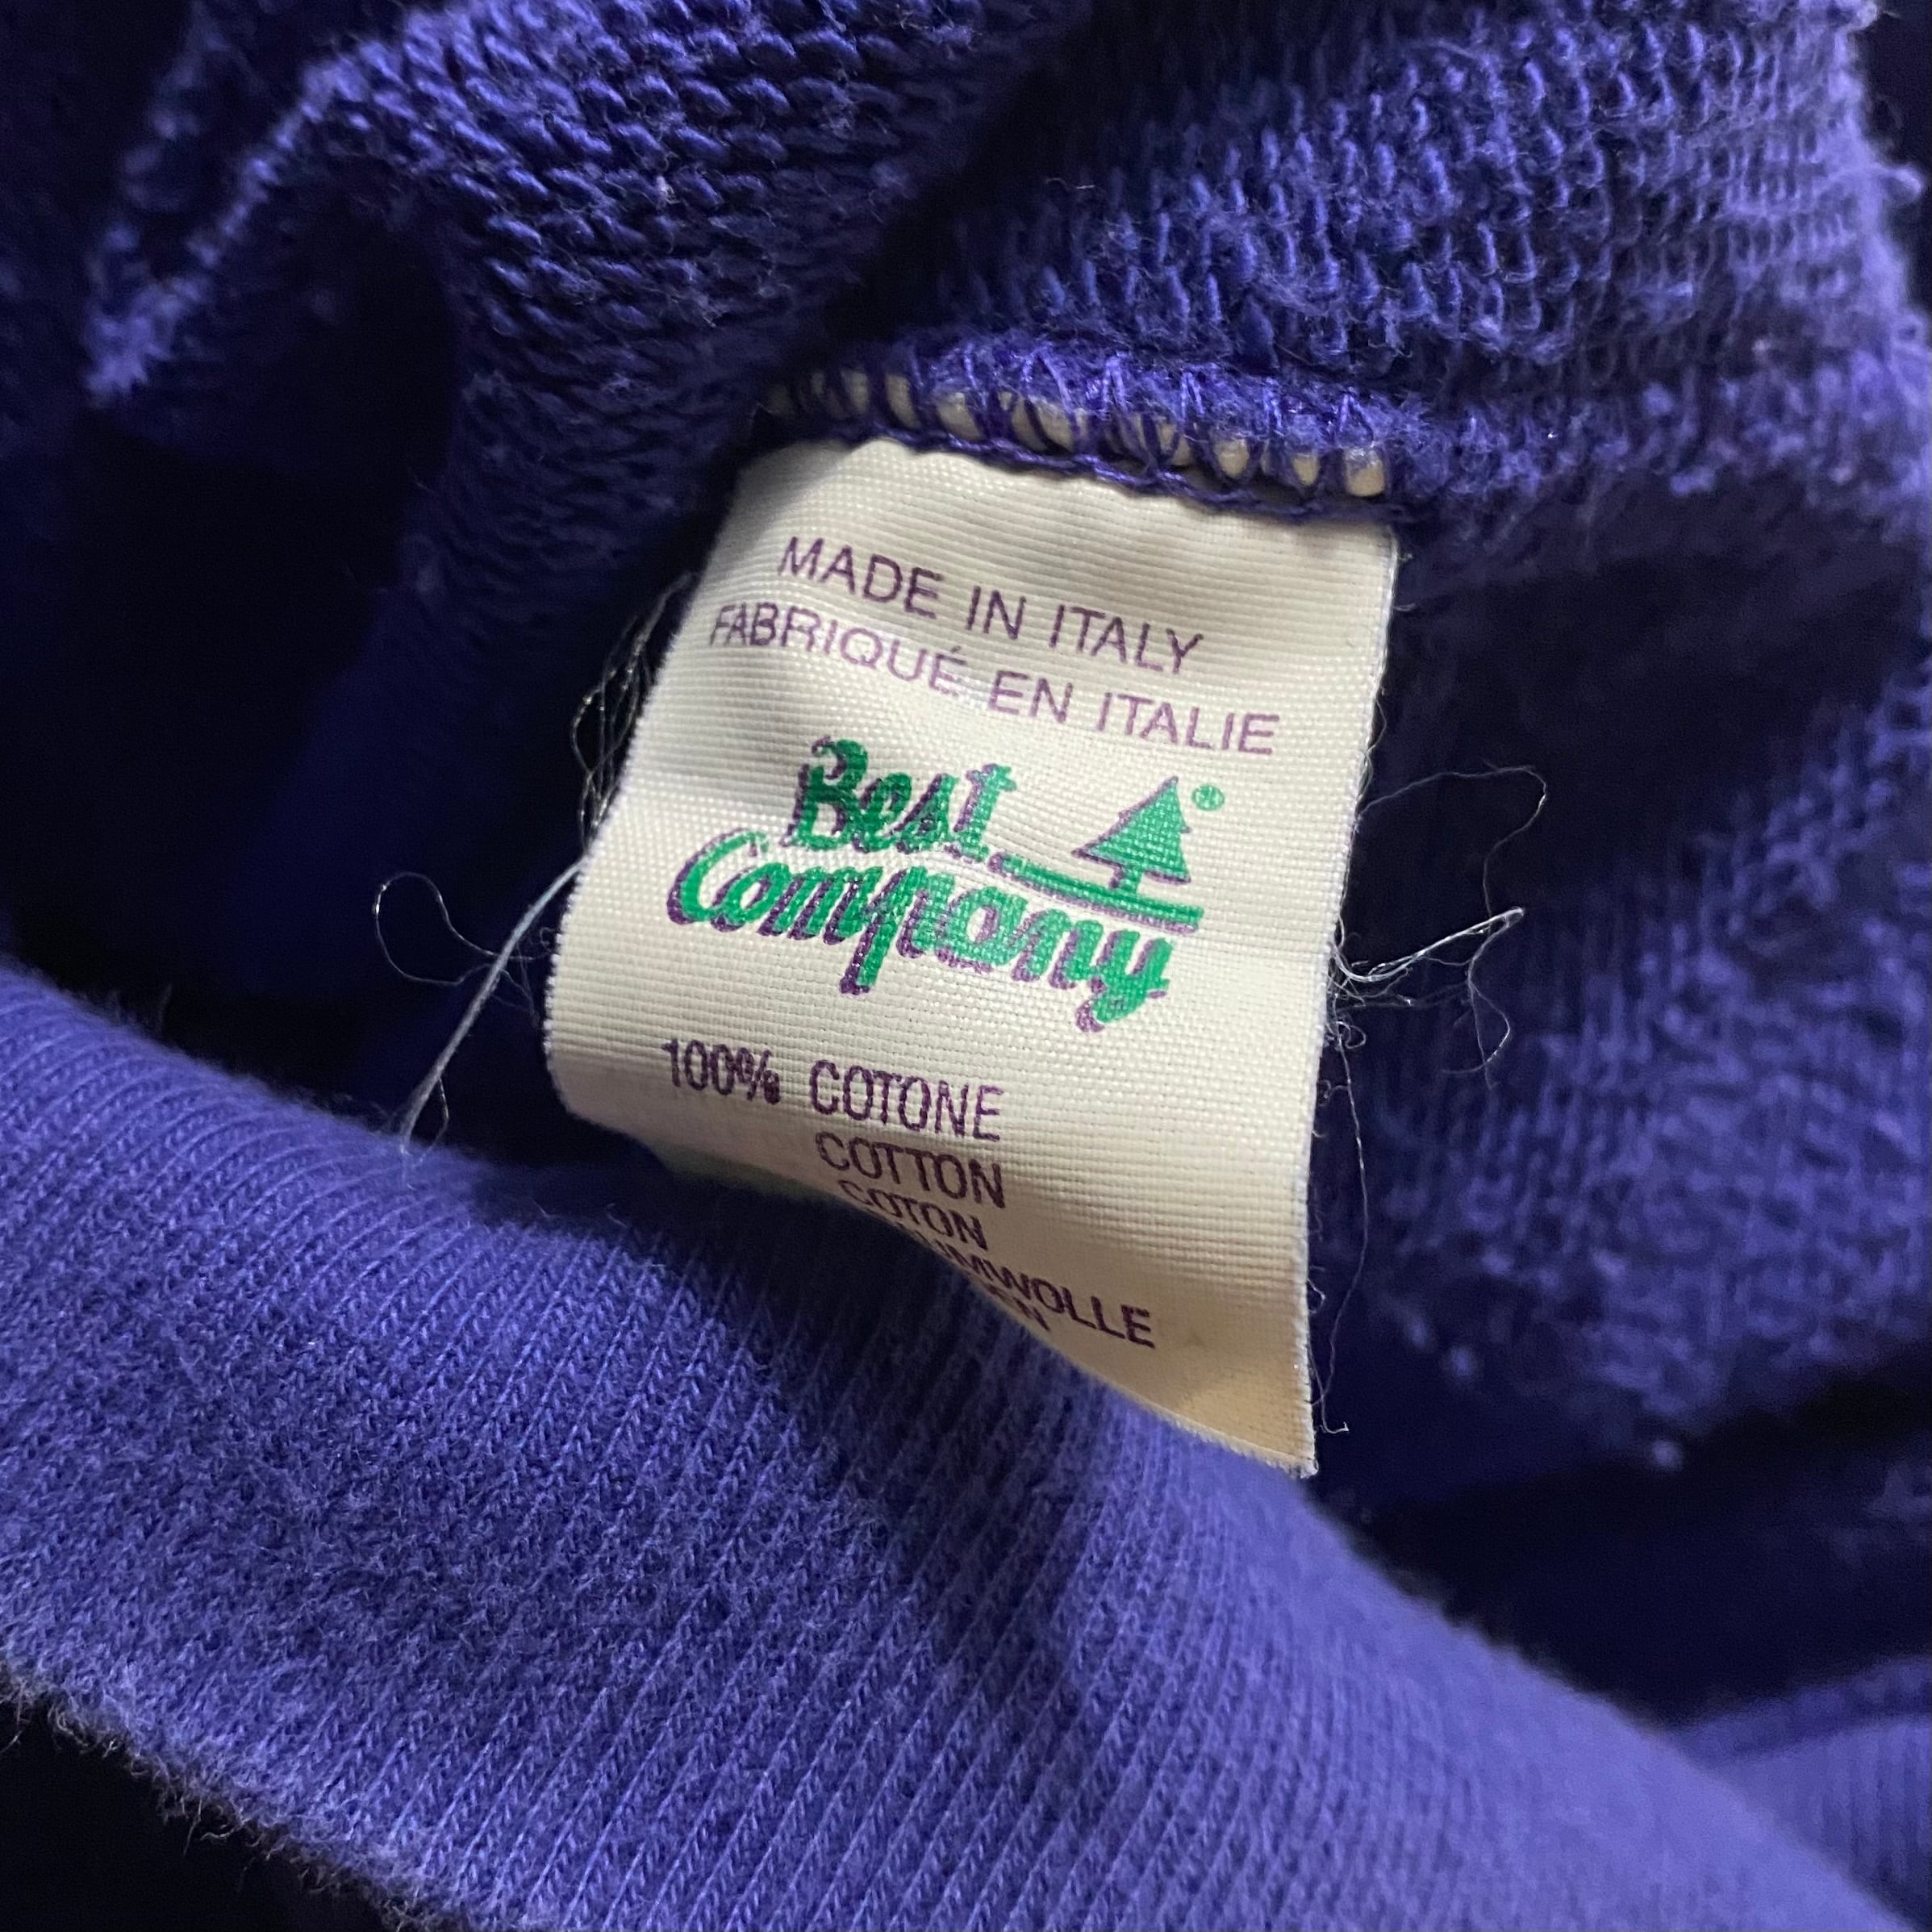 MADE IN ITALY
FABRIQUÉ EN ITALIE
Best ®
Company
100% COTONE
COTTON
COTON